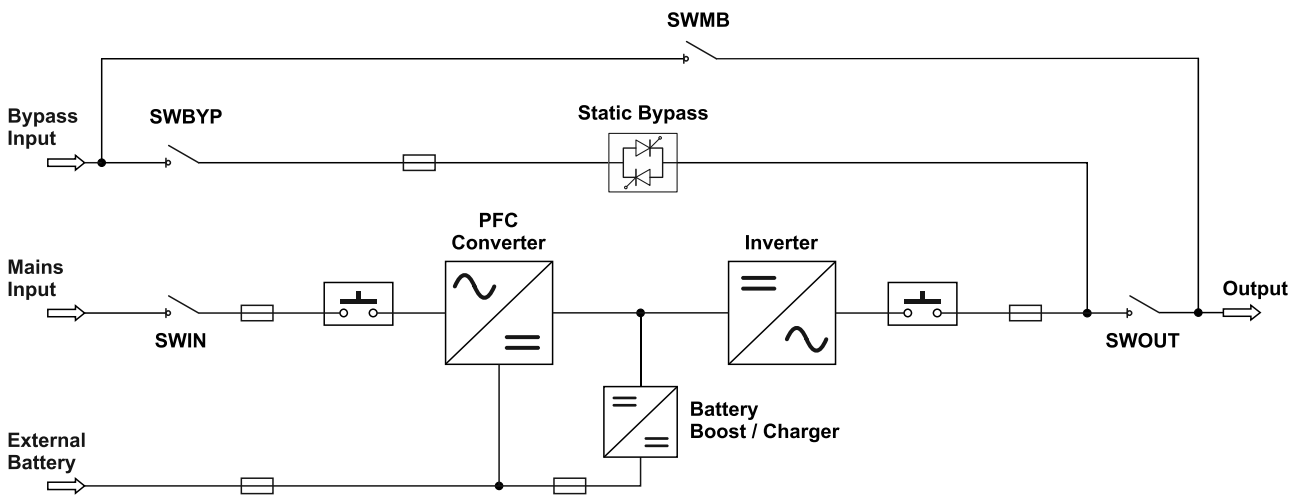 SWMB
Bypass
Input
SWBYP
Static Bypass
PFC
Converter
Inverter
Mains
Input
SWIN
Output
SWOUT
Battery
Boost / Charger
External
Battery